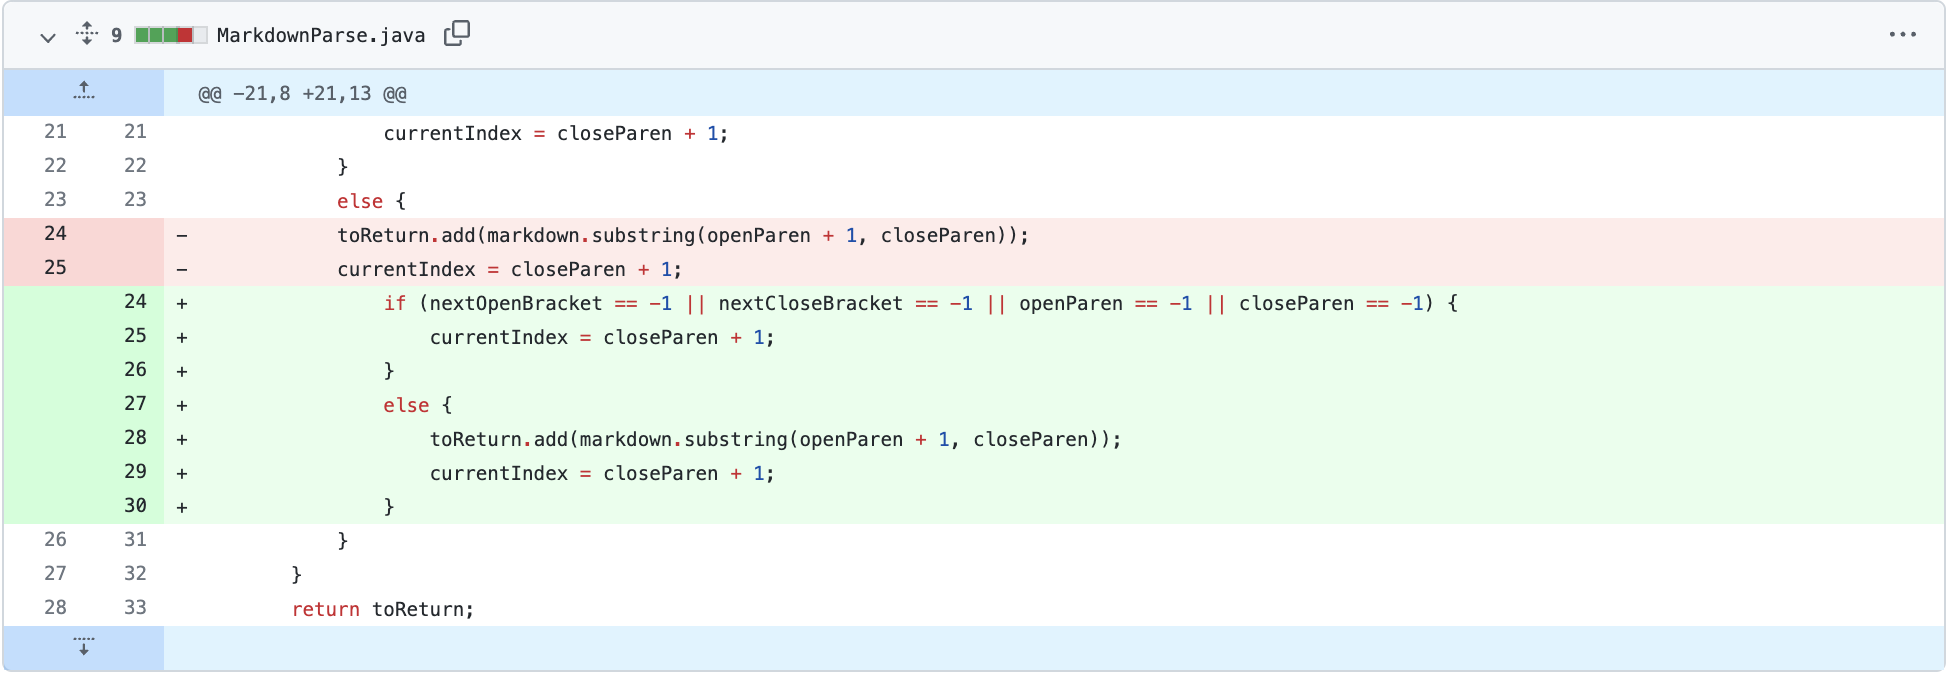 9 MarkdownParse.java
@@ -21,8 +21,13 @@
21 21 currentIndex = closeParen + 1;
22 22 }
23 23 else {
24 - toReturn.add(markdown.substring(openParen + 1, closeParen));
25 - currentIndex = closeParen + 1;
24 + if (nextOpenBracket == -1 || nextCloseBracket == -1 || openParen == -1 || closeParen == -1) {
25 + currentIndex = closeParen + 1;
26 + }
27 + else {
28 + toReturn.add(markdown.substring(openParen + 1, closeParen));
29 + currentIndex = closeParen + 1;
30 + }
26 31 }
27 32 }
28 33 return toReturn;